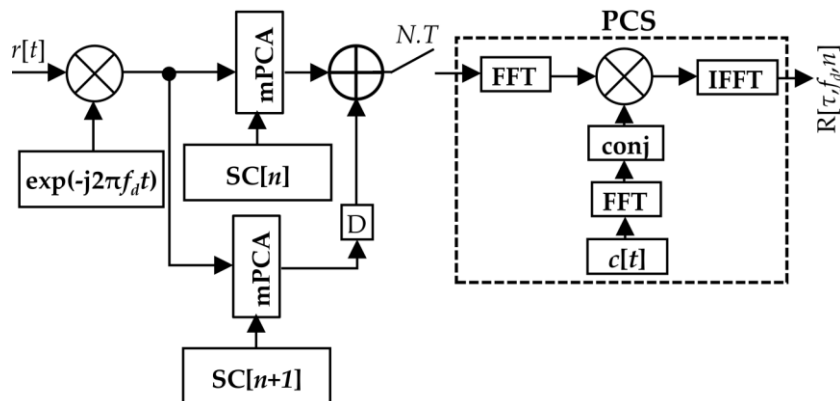 PCS
r[t]
mPCA
N.T
FFT
IFFT
R[τ,f_d,n]
exp(-j2πf_dt)
SC[n]
conj
FFT
D
mPCA
c[t]
SC[n+1]